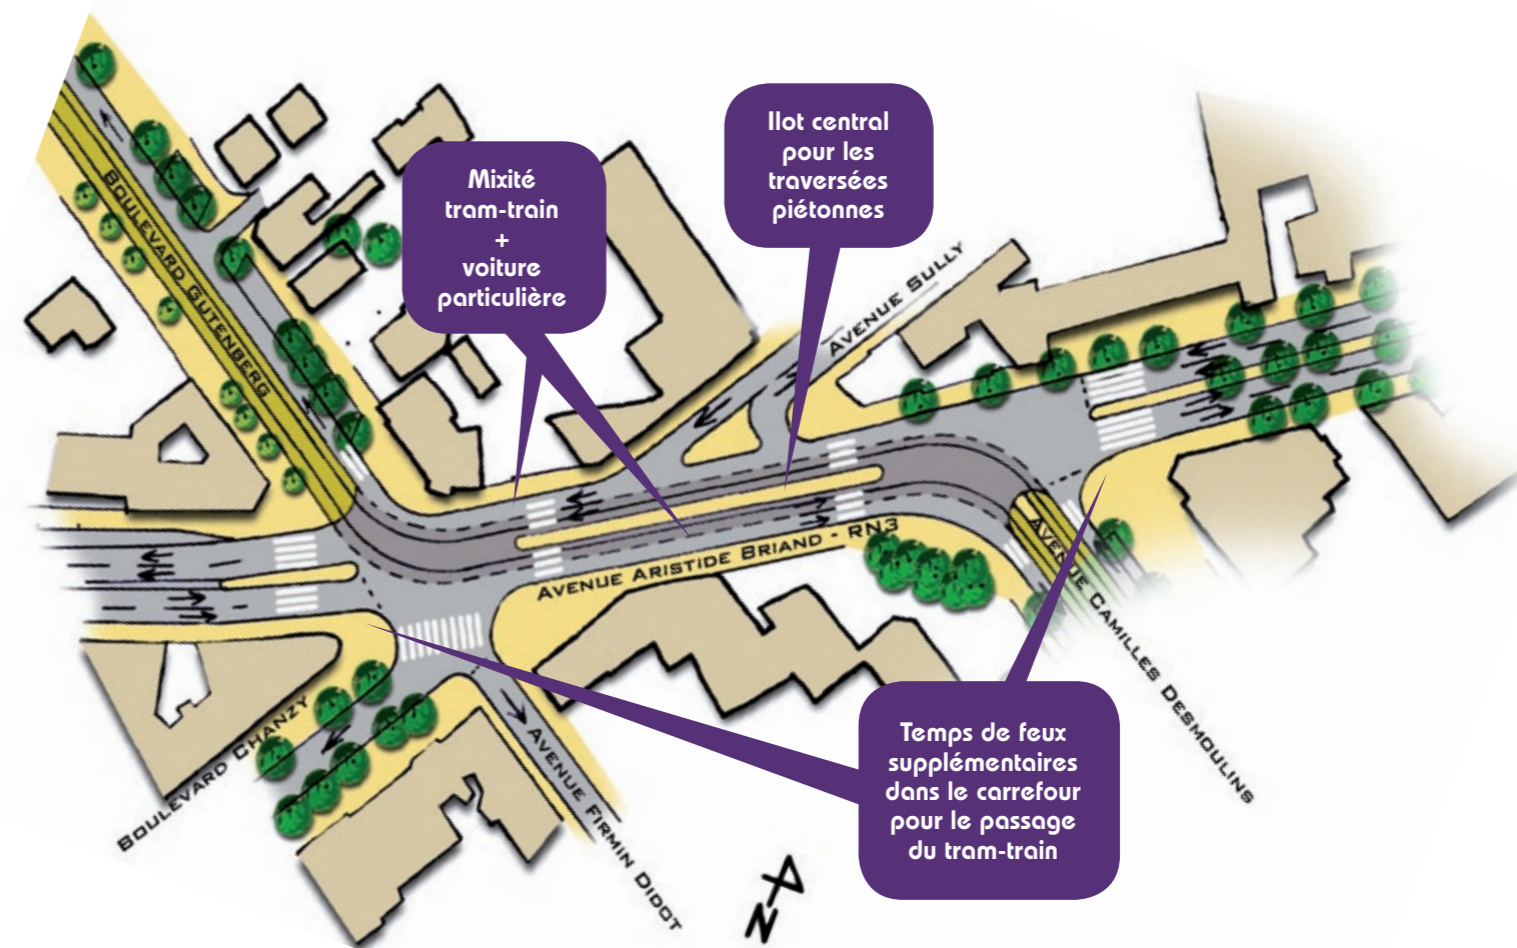 Ilot central
pour les
traversées
piétonnes
Mixité
tram-train
+
voiture
particulière
BOULEVARD GUTENBERG
AVENUE SULLY
AVENUE ARISTIDE BRIAND - RN3
AVENUE CAMILLES DESMOULINS
BOULEVARD CHANZY
AVENUE FIRMIN DIDOT
Temps de feux
supplémentaires
dans le carrefour
pour le passage
du tram-train
N